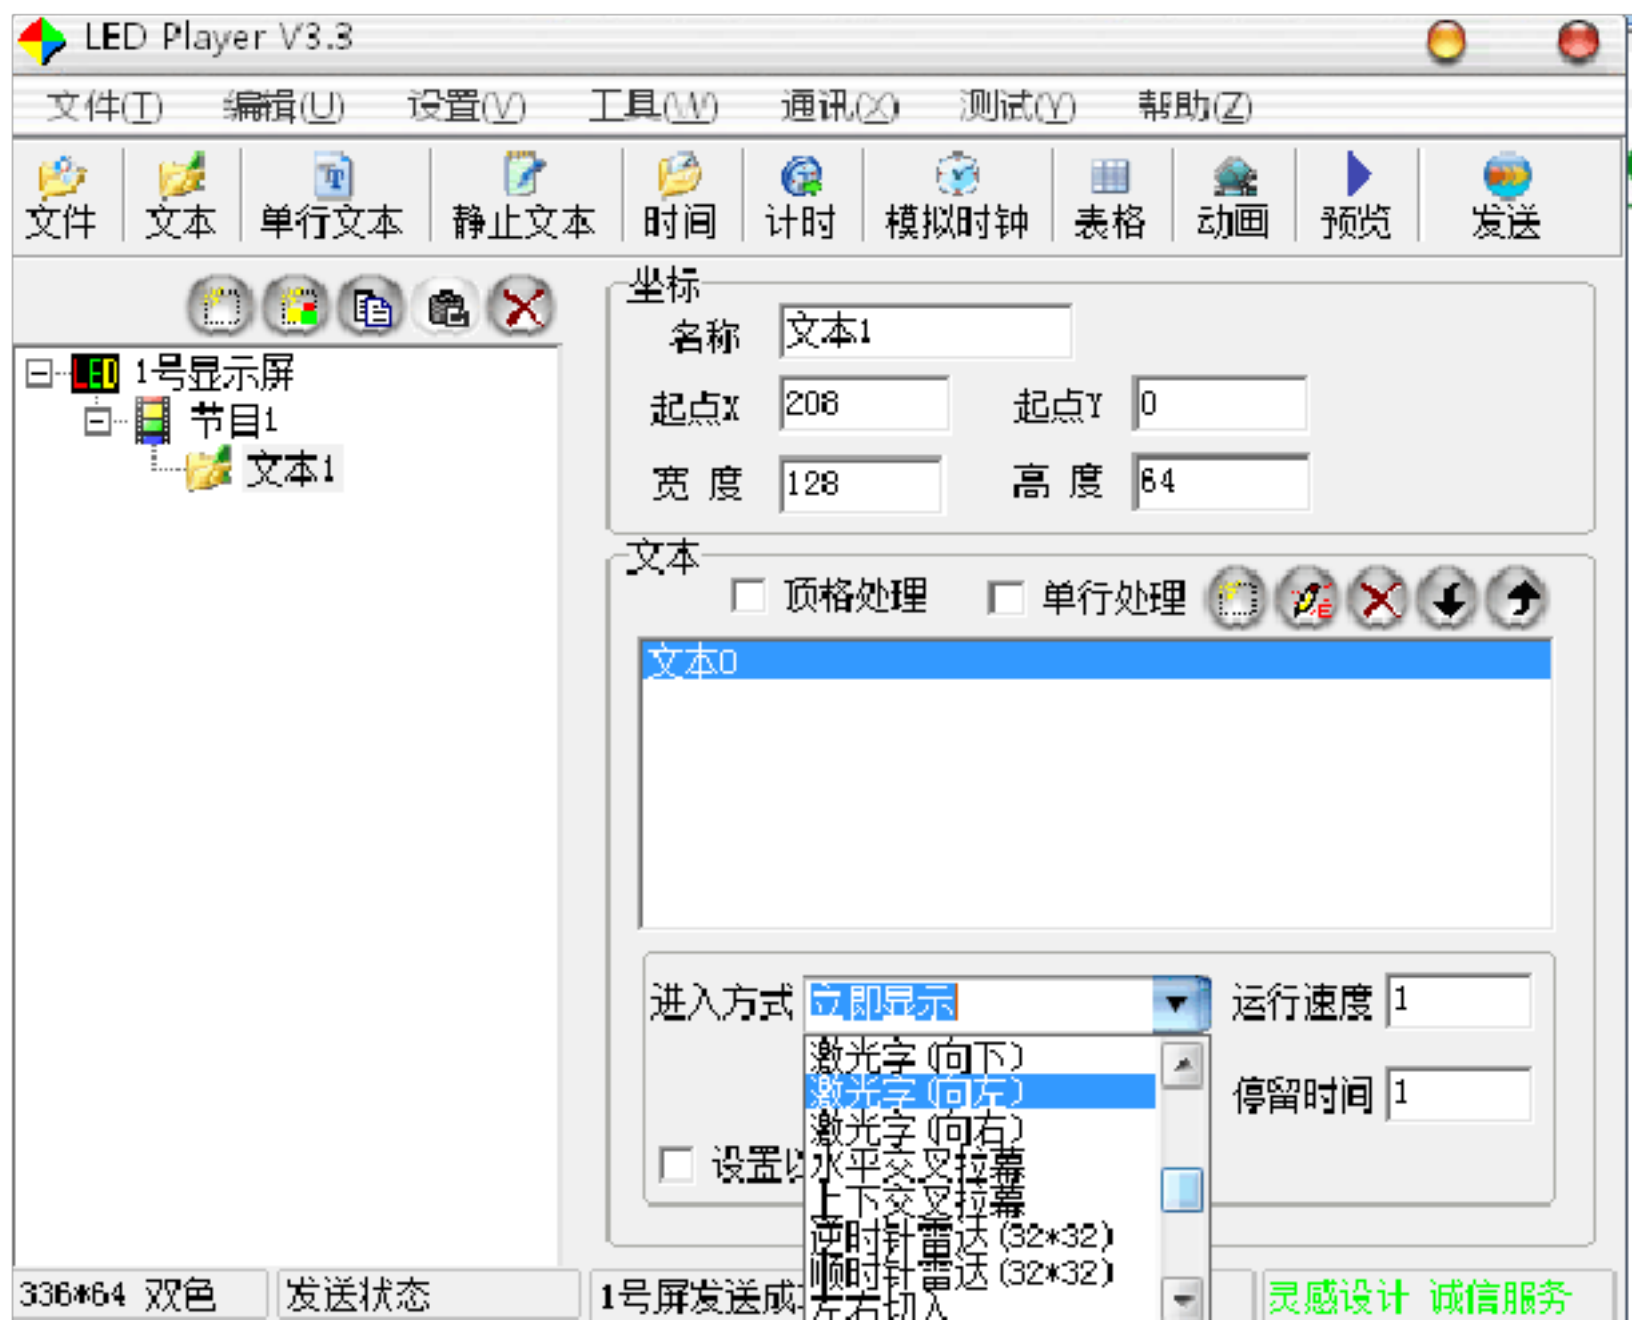 LED Player V3.3
文件(T) 编辑(U) 设置(V) 工具(W) 通讯(X) 测试(Y) 帮助(Z)
文件 文本 单行文本 静止文本 时间 计时 模拟时钟 表格 动画 预览 发送
LED 1号显示屏
节目1
文本1
坐标
名称 文本1
起点X 208 起点Y 0
宽度 128 高度 64
文本
顶格处理 单行处理
文本0
进入方式 立即显示 运行速度 1
激光字(向下)
激光字(向左)
停留时间 1
激光字(向右)
设置
水平交叉拉幕
上下交叉拉幕
逆时针雷达(32*32)
顺时针雷达(32*32)
左右切入
336*64 双色 发送状态 1号屏发送成 灵感设计 诚信服务